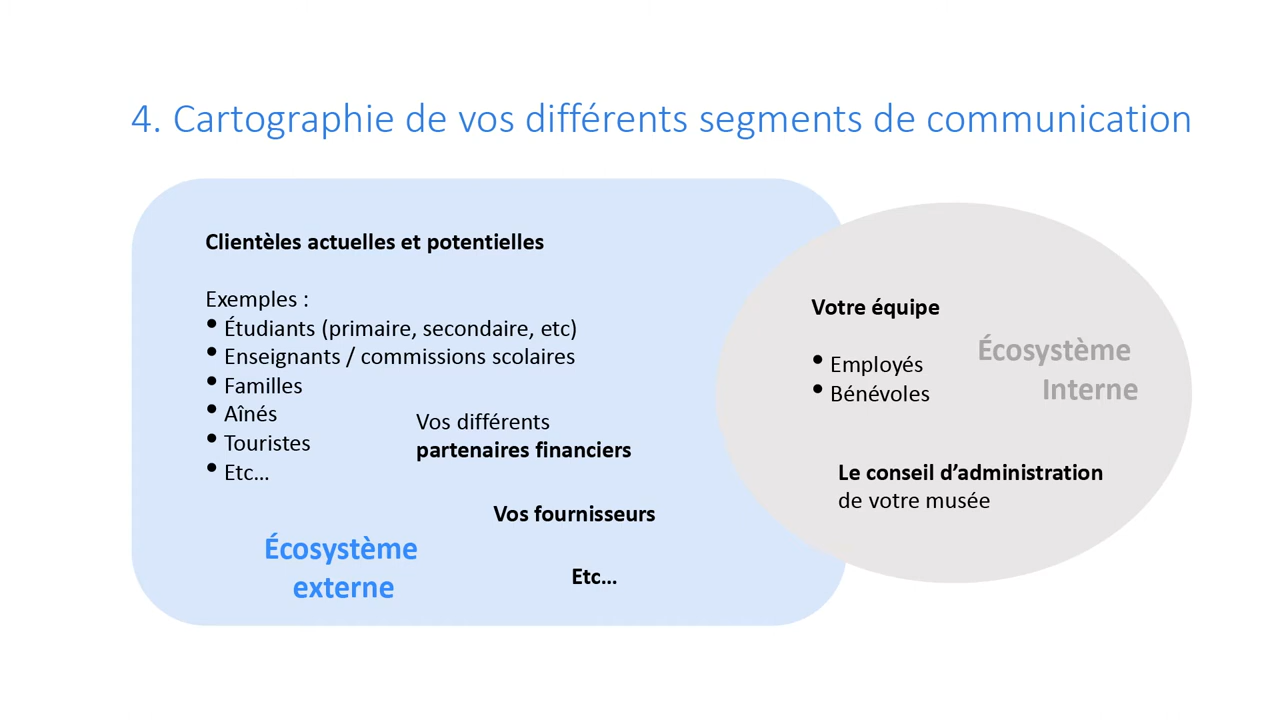 4. Cartographie de vos différents segments de communication
Clientèles actuelles et potentielles
Exemples :
• Étudiants (primaire, secondaire, etc)
• Enseignants / commissions scolaires
• Familles
• Aînés
• Touristes
• Etc...
Vos différents
partenaires financiers
Vos fournisseurs
Etc...
Écosystème
externe
Votre équipe
• Employés
• Bénévoles
Écosystème
Interne
Le conseil d’administration
de votre musée